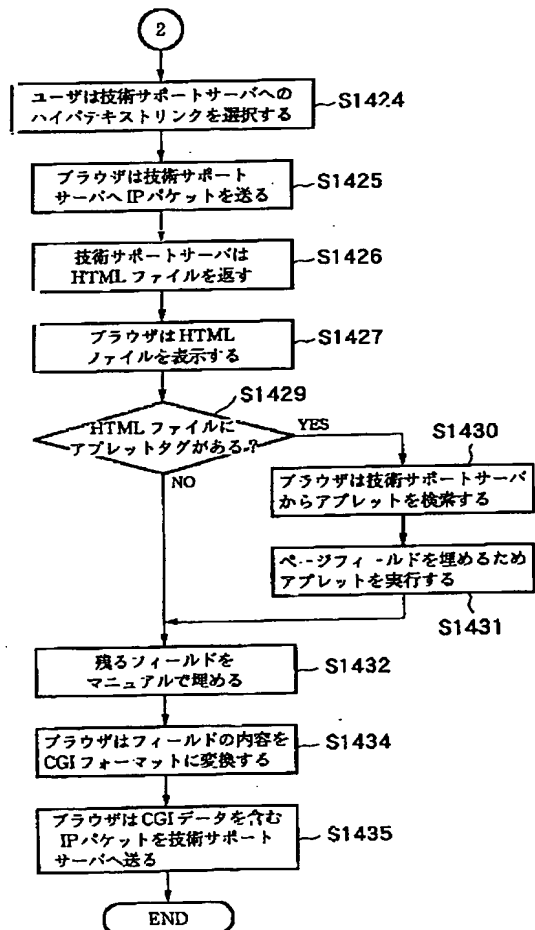 2
ユーザは技術サポートサーバへの
ハイパテキストリンクを選択する
S1424
ブラウザは技術サポート
サーバへIPパケットを送る
S1425
技術サポートサーバは
HTMLファイルを返す
S1426
ブラウザはHTML
ファイルを表示する
S1427
S1429
HTMLファイルに
アプレットタグがある?
YES
NO
S1430
ブラウザは技術サポートサーバ
からアプレットを検索する
ページフィールドを埋めるため
アプレットを実行する
S1431
残るフィールドを
マニュアルで埋める
S1432
ブラウザはフィールドの内容を
CGIフォーマットに変換する
S1434
ブラウザはCGIデータを含む
IPパケットを技術サポート
サーバへ送る
S1435
END